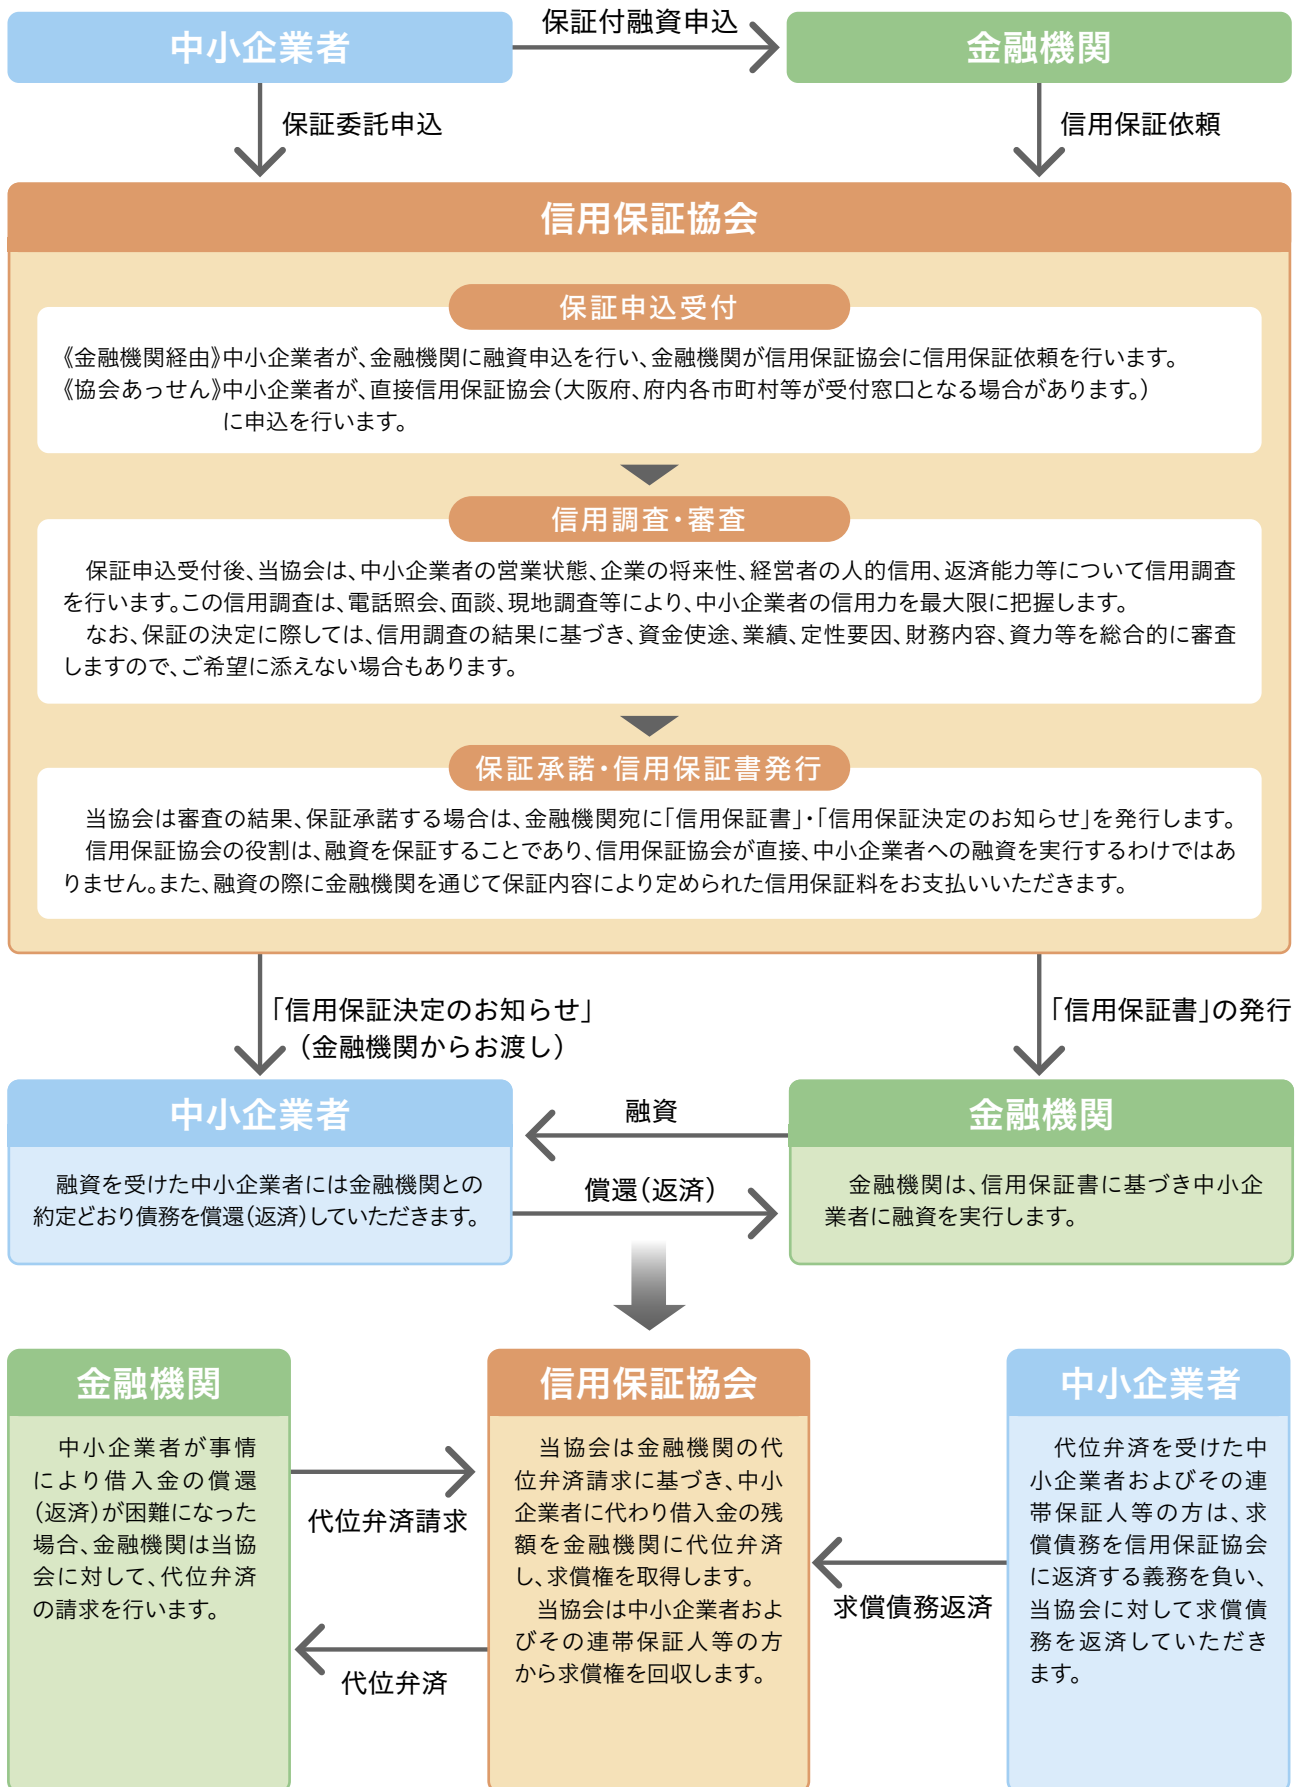 中小企業者
保証付融資申込
金融機関
保証委託申込
信用保証依頼
信用保証協会
保証申込受付
《金融機関経由》中小企業者が、金融機関に融資申込を行い、金融機関が信用保証協会に信用保証依頼を行います。
《協会あっせん》中小企業者が、直接信用保証協会（大阪府、府内各市町村等が受付窓口となる場合があります。）
に申込を行います。
信用調査・審査
保証申込受付後、当協会は、中小企業者の営業状態、企業の将来性、経営者の人的信用、返済能力等について信用調査
を行います。この信用調査は、電話照会、面談、現地調査等により、中小企業者の信用力を最大限に把握します。
なお、保証の決定に際しては、信用調査の結果に基づき、資金使途、業績、定性要因、財務内容、資力等を総合的に審査
しますので、ご希望に添えない場合もあります。
保証承諾・信用保証書発行
当協会は審査の結果、保証承諾する場合は、金融機関宛に「信用保証書」・「信用保証決定のお知らせ」を発行します。
信用保証協会の役割は、融資を保証することであり、信用保証協会が直接、中小企業者への融資を実行するわけではあ
りません。また、融資の際に金融機関を通じて保証内容により定められた信用保証料をお支払いいただきます。
「信用保証決定のお知らせ」
（金融機関からお渡し）
「信用保証書」の発行
中小企業者
融資を受けた中小企業者には金融機関との
約定どおり債務を償還（返済）していただきます。
融資
償還（返済）
金融機関
金融機関は、信用保証書に基づき中小企
業者に融資を実行します。
金融機関
中小企業者が事情
により借入金の償還
（返済）が困難になった
場合、金融機関は当協
会に対して、代位弁済
の請求を行います。
代位弁済請求
代位弁済
信用保証協会
当協会は金融機関の代
位弁済請求に基づき、中小
企業者に代わり借入金の残
額を金融機関に代位弁済
し、求償権を取得します。
当協会は中小企業者およ
びその連帯保証人等の方
から求償権を回収します。
求償債務返済
中小企業者
代位弁済を受けた中
小企業者およびその連
帯保証人等の方は、求
償債務を信用保証協会
に返済する義務を負い、
当協会に対して求償債
務を返済していただき
ます。